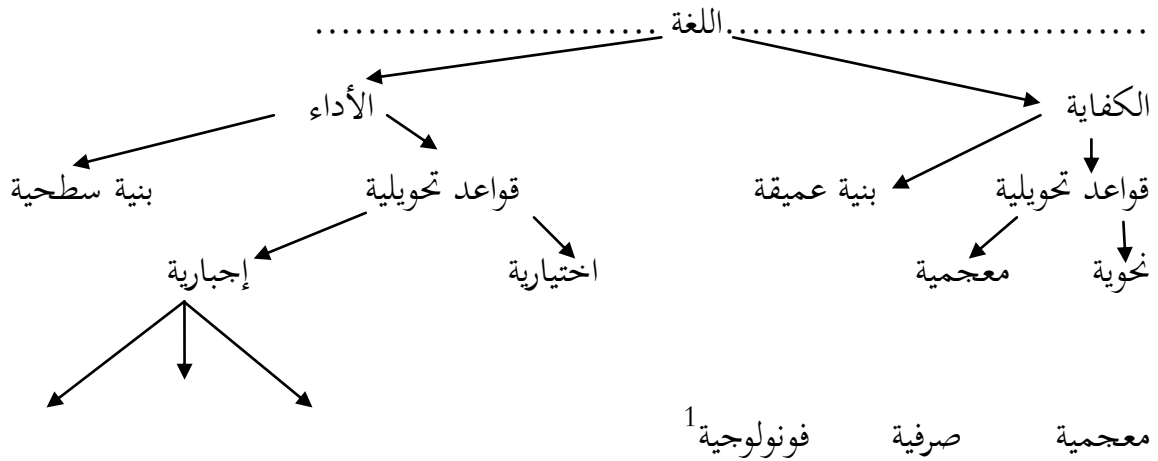 .................................اللغة..........................
الكفاية الأداء
قواعد تحويلية بنية عميقة قواعد تحويلية بنية سطحية
نحوية معجمية اختيارية إجبارية
معجمية صرفية فونولوجية1